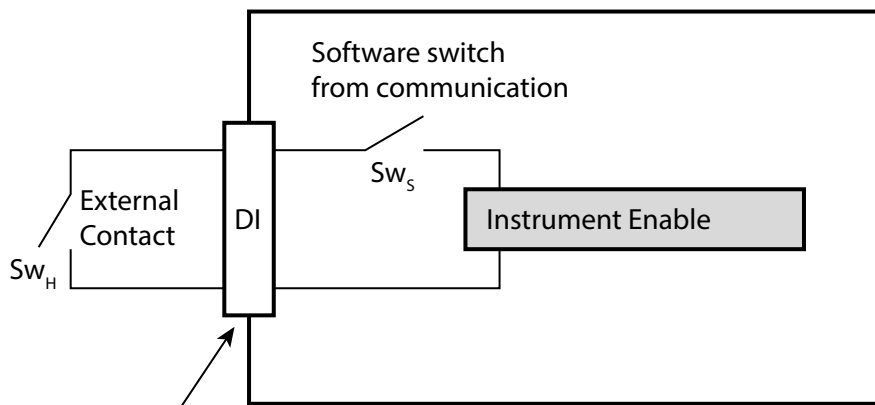 Software switch
from communication
Sw_S
External
Contact
DI
Instrument Enable
Sw_H